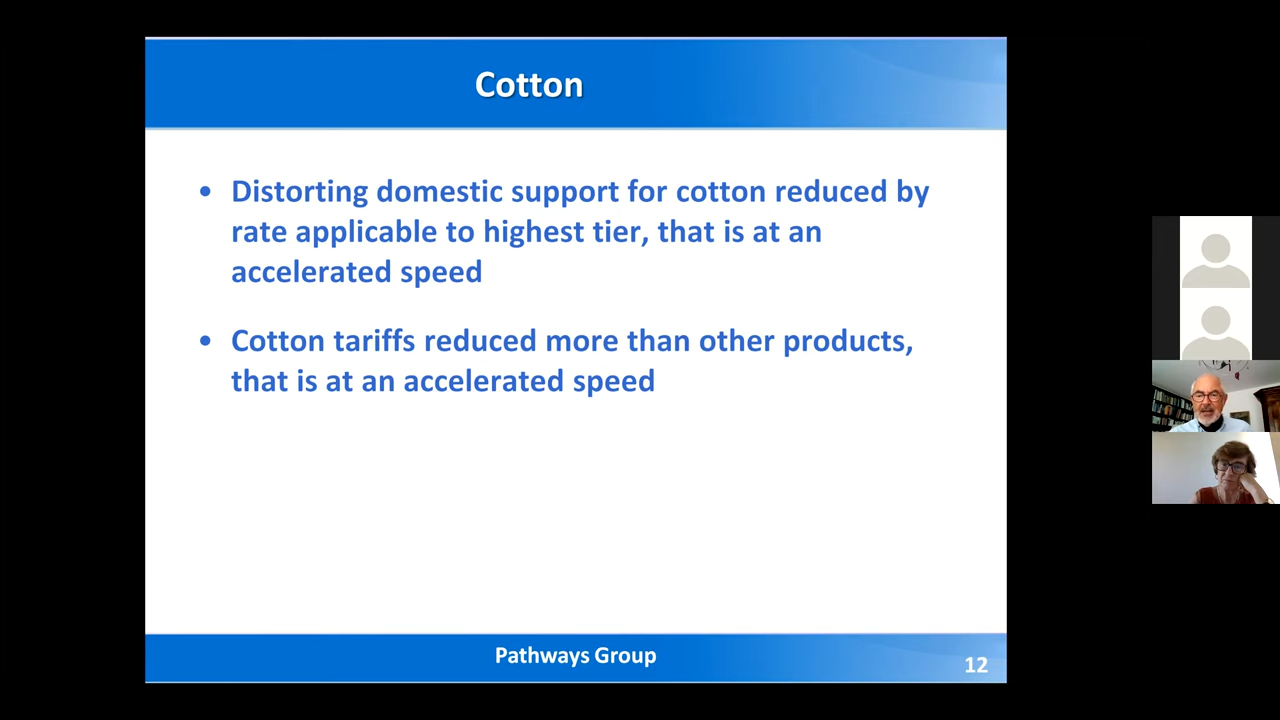 Cotton
• Distorting domestic support for cotton reduced by
rate applicable to highest tier, that is at an
accelerated speed
• Cotton tariffs reduced more than other products,
that is at an accelerated speed
Pathways Group
12